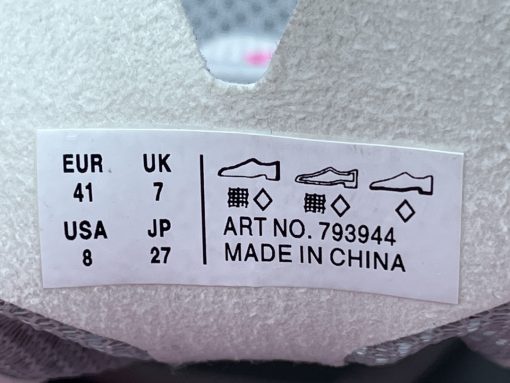 EUR UK
41 7
USA JP
8 27
ART NO. 793944
MADE IN CHINA